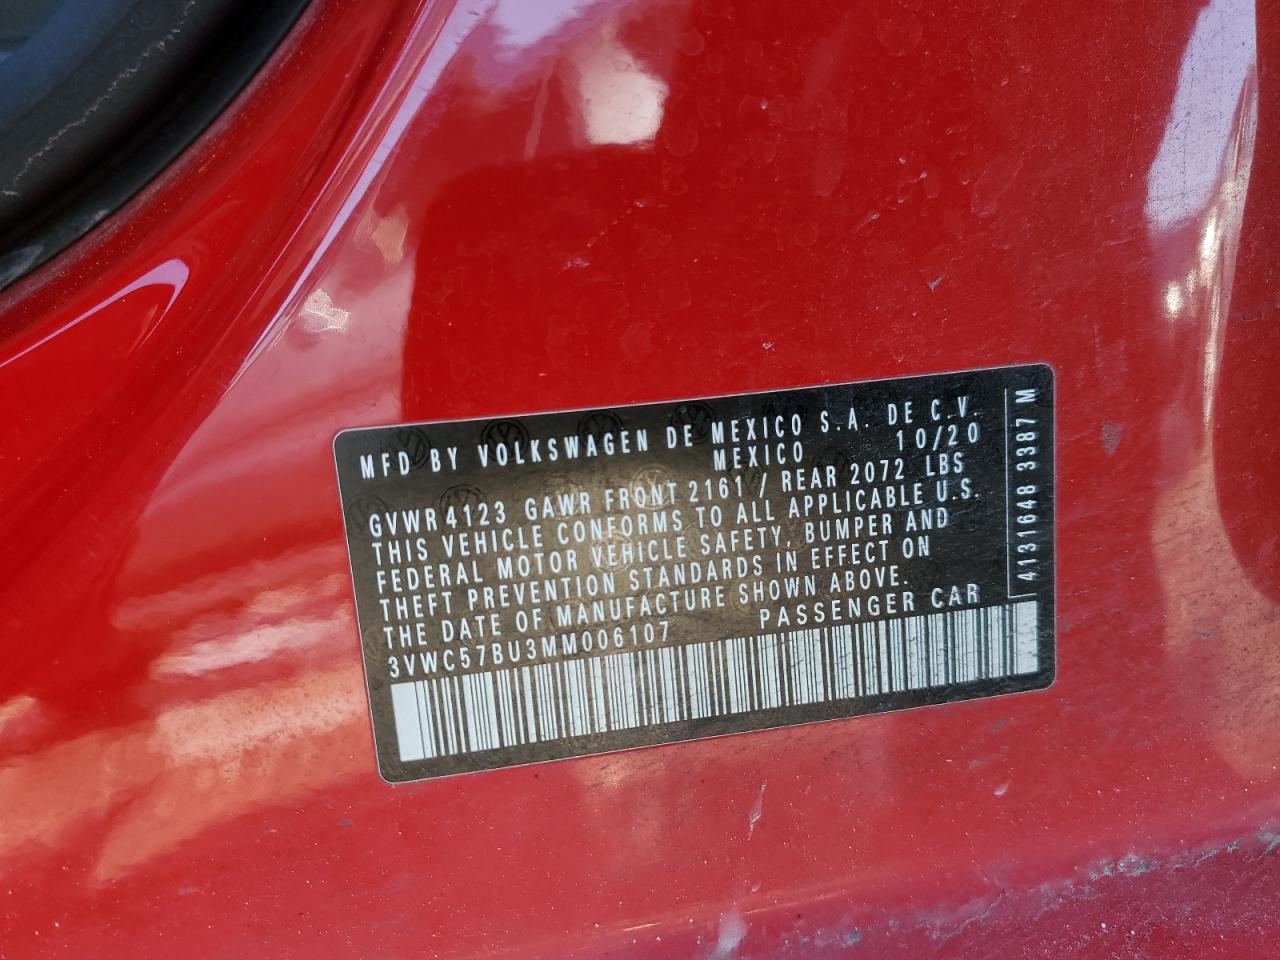 MFD BY VOLKSWAGEN DE MEXICO S.A. DE C.V.
MEXICO 10/20
GVWR 4123 GAWR FRONT 2161 / REAR 2072 LBS
THIS VEHICLE CONFORMS TO ALL APPLICABLE U.S.
FEDERAL MOTOR VEHICLE SAFETY, BUMPER AND
THEFT PREVENTION STANDARDS IN EFFECT ON
THE DATE OF MANUFACTURE SHOWN ABOVE.
3VWC57BU3MM006107 PASSENGER CAR
4131648 3387 M